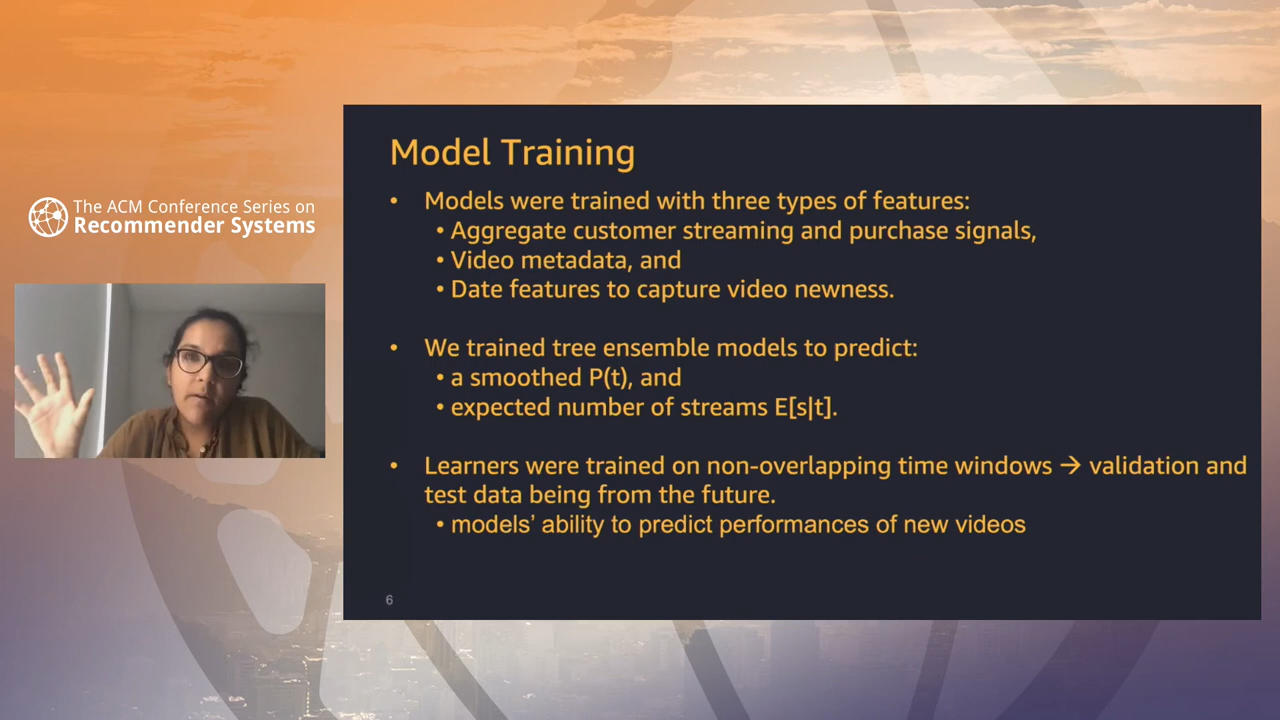 The ACM Conference Series on
Recommender Systems
Model Training
• Models were trained with three types of features:
• Aggregate customer streaming and purchase signals,
• Video metadata, and
• Date features to capture video newness.
• We trained tree ensemble models to predict:
• a smoothed P(t), and
• expected number of streams E[s|t].
• Learners were trained on non-overlapping time windows → validation and
test data being from the future.
• models’ ability to predict performances of new videos
6